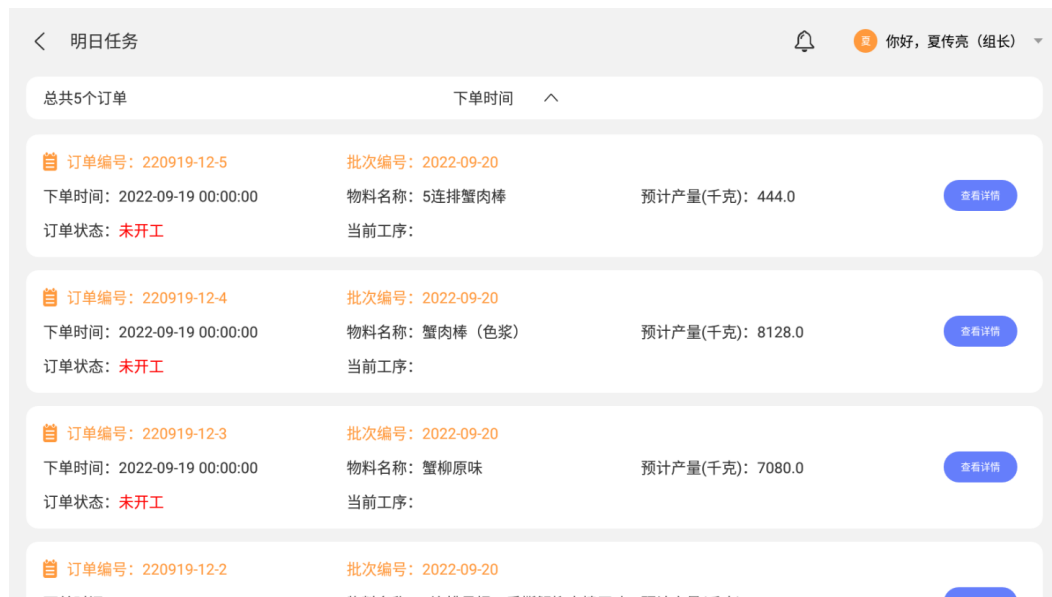 明日任务
夏 你好，夏传亮（组长）
总共5个订单 下单时间
订单编号：220919-12-5 批次编号：2022-09-20
下单时间：2022-09-19 00:00:00 物料名称：5连排蟹肉棒 预计产量(千克)：444.0 查看详情
订单状态：未开工 当前工序：
订单编号：220919-12-4 批次编号：2022-09-20
下单时间：2022-09-19 00:00:00 物料名称：蟹肉棒（色浆） 预计产量(千克)：8128.0 查看详情
订单状态：未开工 当前工序：
订单编号：220919-12-3 批次编号：2022-09-20
下单时间：2022-09-19 00:00:00 物料名称：蟹柳原味 预计产量(千克)：7080.0 查看详情
订单状态：未开工 当前工序：
订单编号：220919-12-2 批次编号：2022-09-20